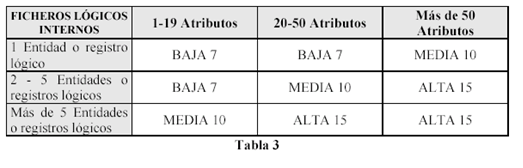 FICHEROS LÓGICOS INTERNOS 1-19 Atributos 20-50 Atributos Más de 50 Atributos
1 Entidad o registro lógico BAJA 7 BAJA 7 MEDIA 10
2 - 5 Entidades o registros lógicos BAJA 7 MEDIA 10 ALTA 15
Más de 5 Entidades o registros lógicos MEDIA 10 ALTA 15 ALTA 15
Tabla 3